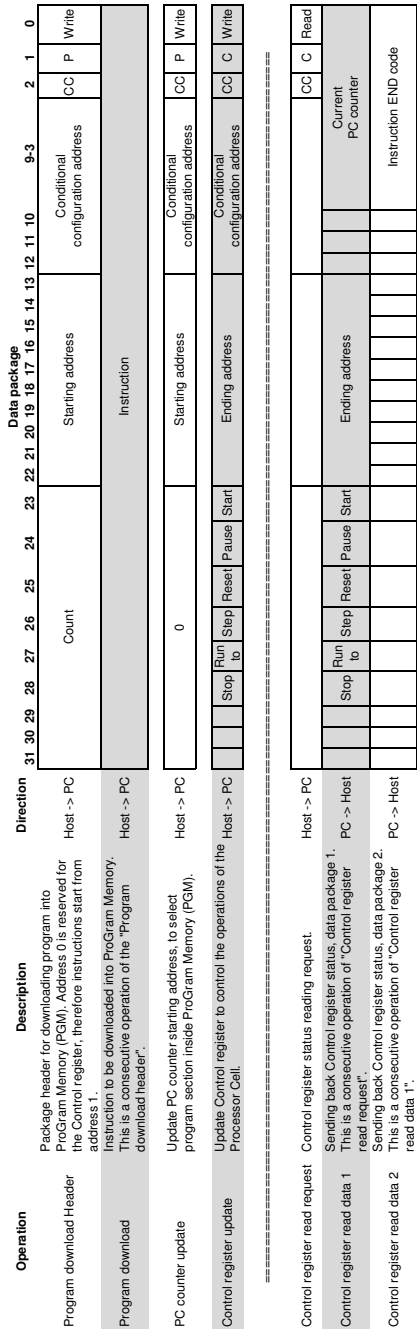 Operation Description Direction Data package
31 30 29 28 27 26 25 24 23 22 21 20 19 18 17 16 15 14 13 12 11 10 9-3 2 1 0
Program download Header
Package header for downloading program into
ProGram Memory (PGM). Address 0 is reserved for
the Control register, therefore instructions start from
address 1.
Host -> PC
Count
Starting address
Conditional
configuration address
CC P Write
Program download
Instruction to be downloaded into ProGram Memory.
This is a consecutive operation of the "Program
download header".
Host -> PC
Instruction
PC counter update
Update PC counter starting address, to select
program section inside ProGram Memory (PGM).
Host -> PC
0
Starting address
Conditional
configuration address
CC P Write
Control register update
Update Control register to control the operations of the
Processor Cell.
Host -> PC
Stop Run
to
Step Reset Pause Start
Ending address
Conditional
configuration address
CC C Write
Control register read request
Control register status reading request.
Host -> PC
CC C Read
Control register read data 1
Sending back Control register status, data package 1.
This is a consecutive operation of "Control register
read request".
PC -> Host
Stop Run
to
Step Reset Pause Start
Ending address
Current
PC counter
Control register read data 2
Sending back Control register status, data package 2.
This is a consecutive operation of "Control register
read data 1".
PC -> Host
Instruction END code